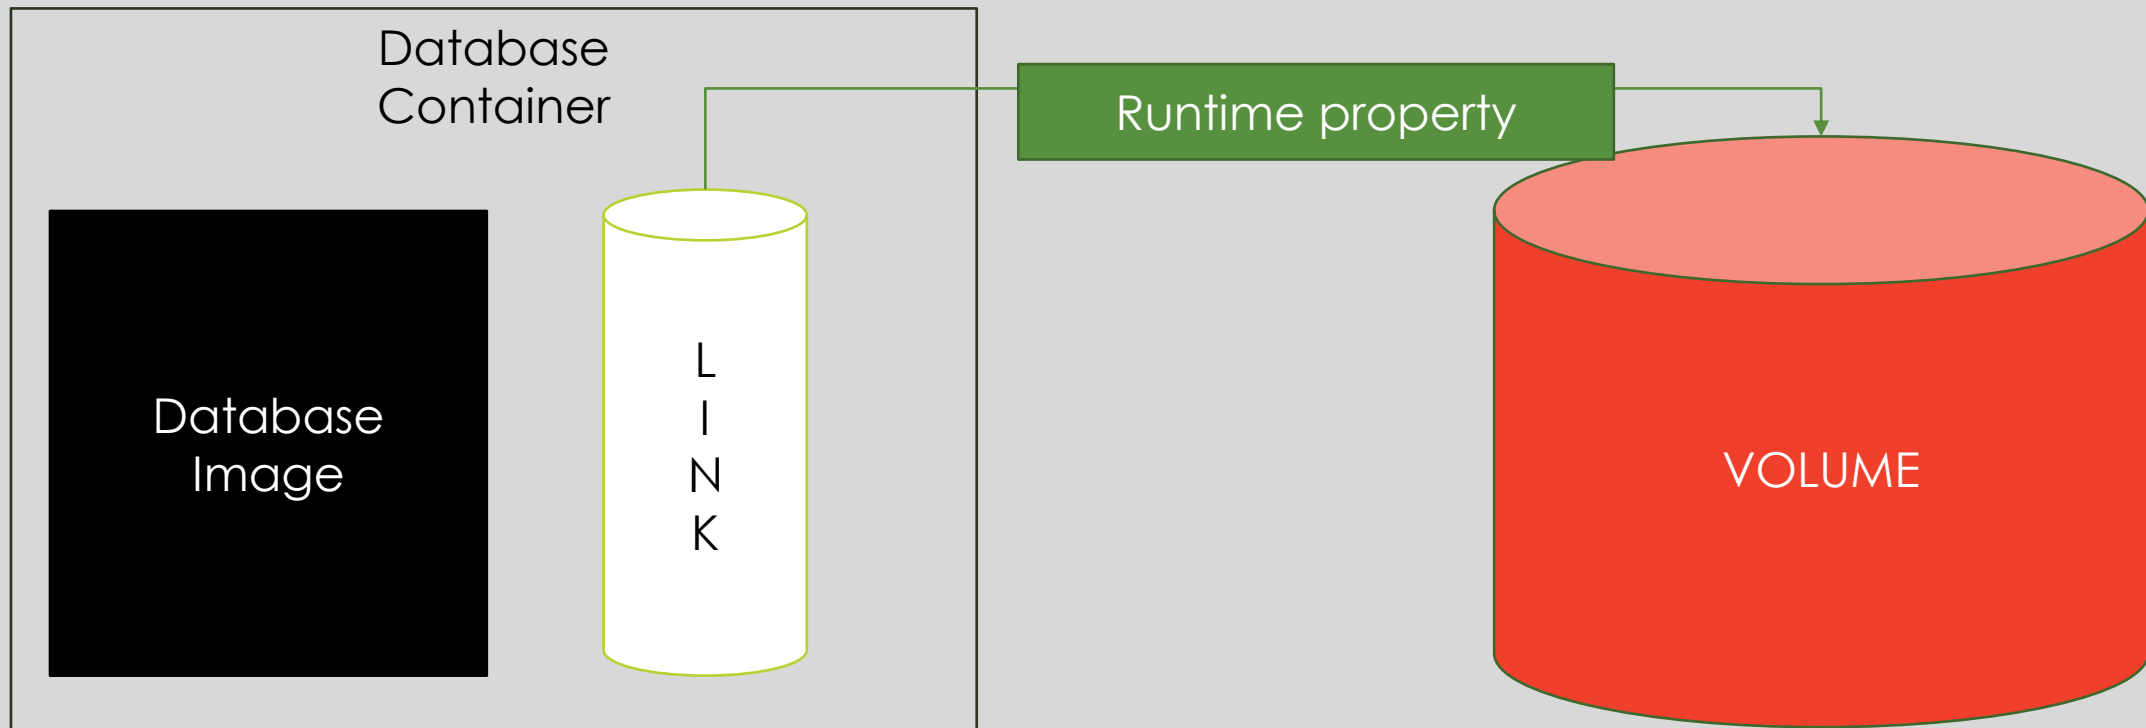 Database
Container
Runtime property
Database
Image
L
I
N
K
VOLUME